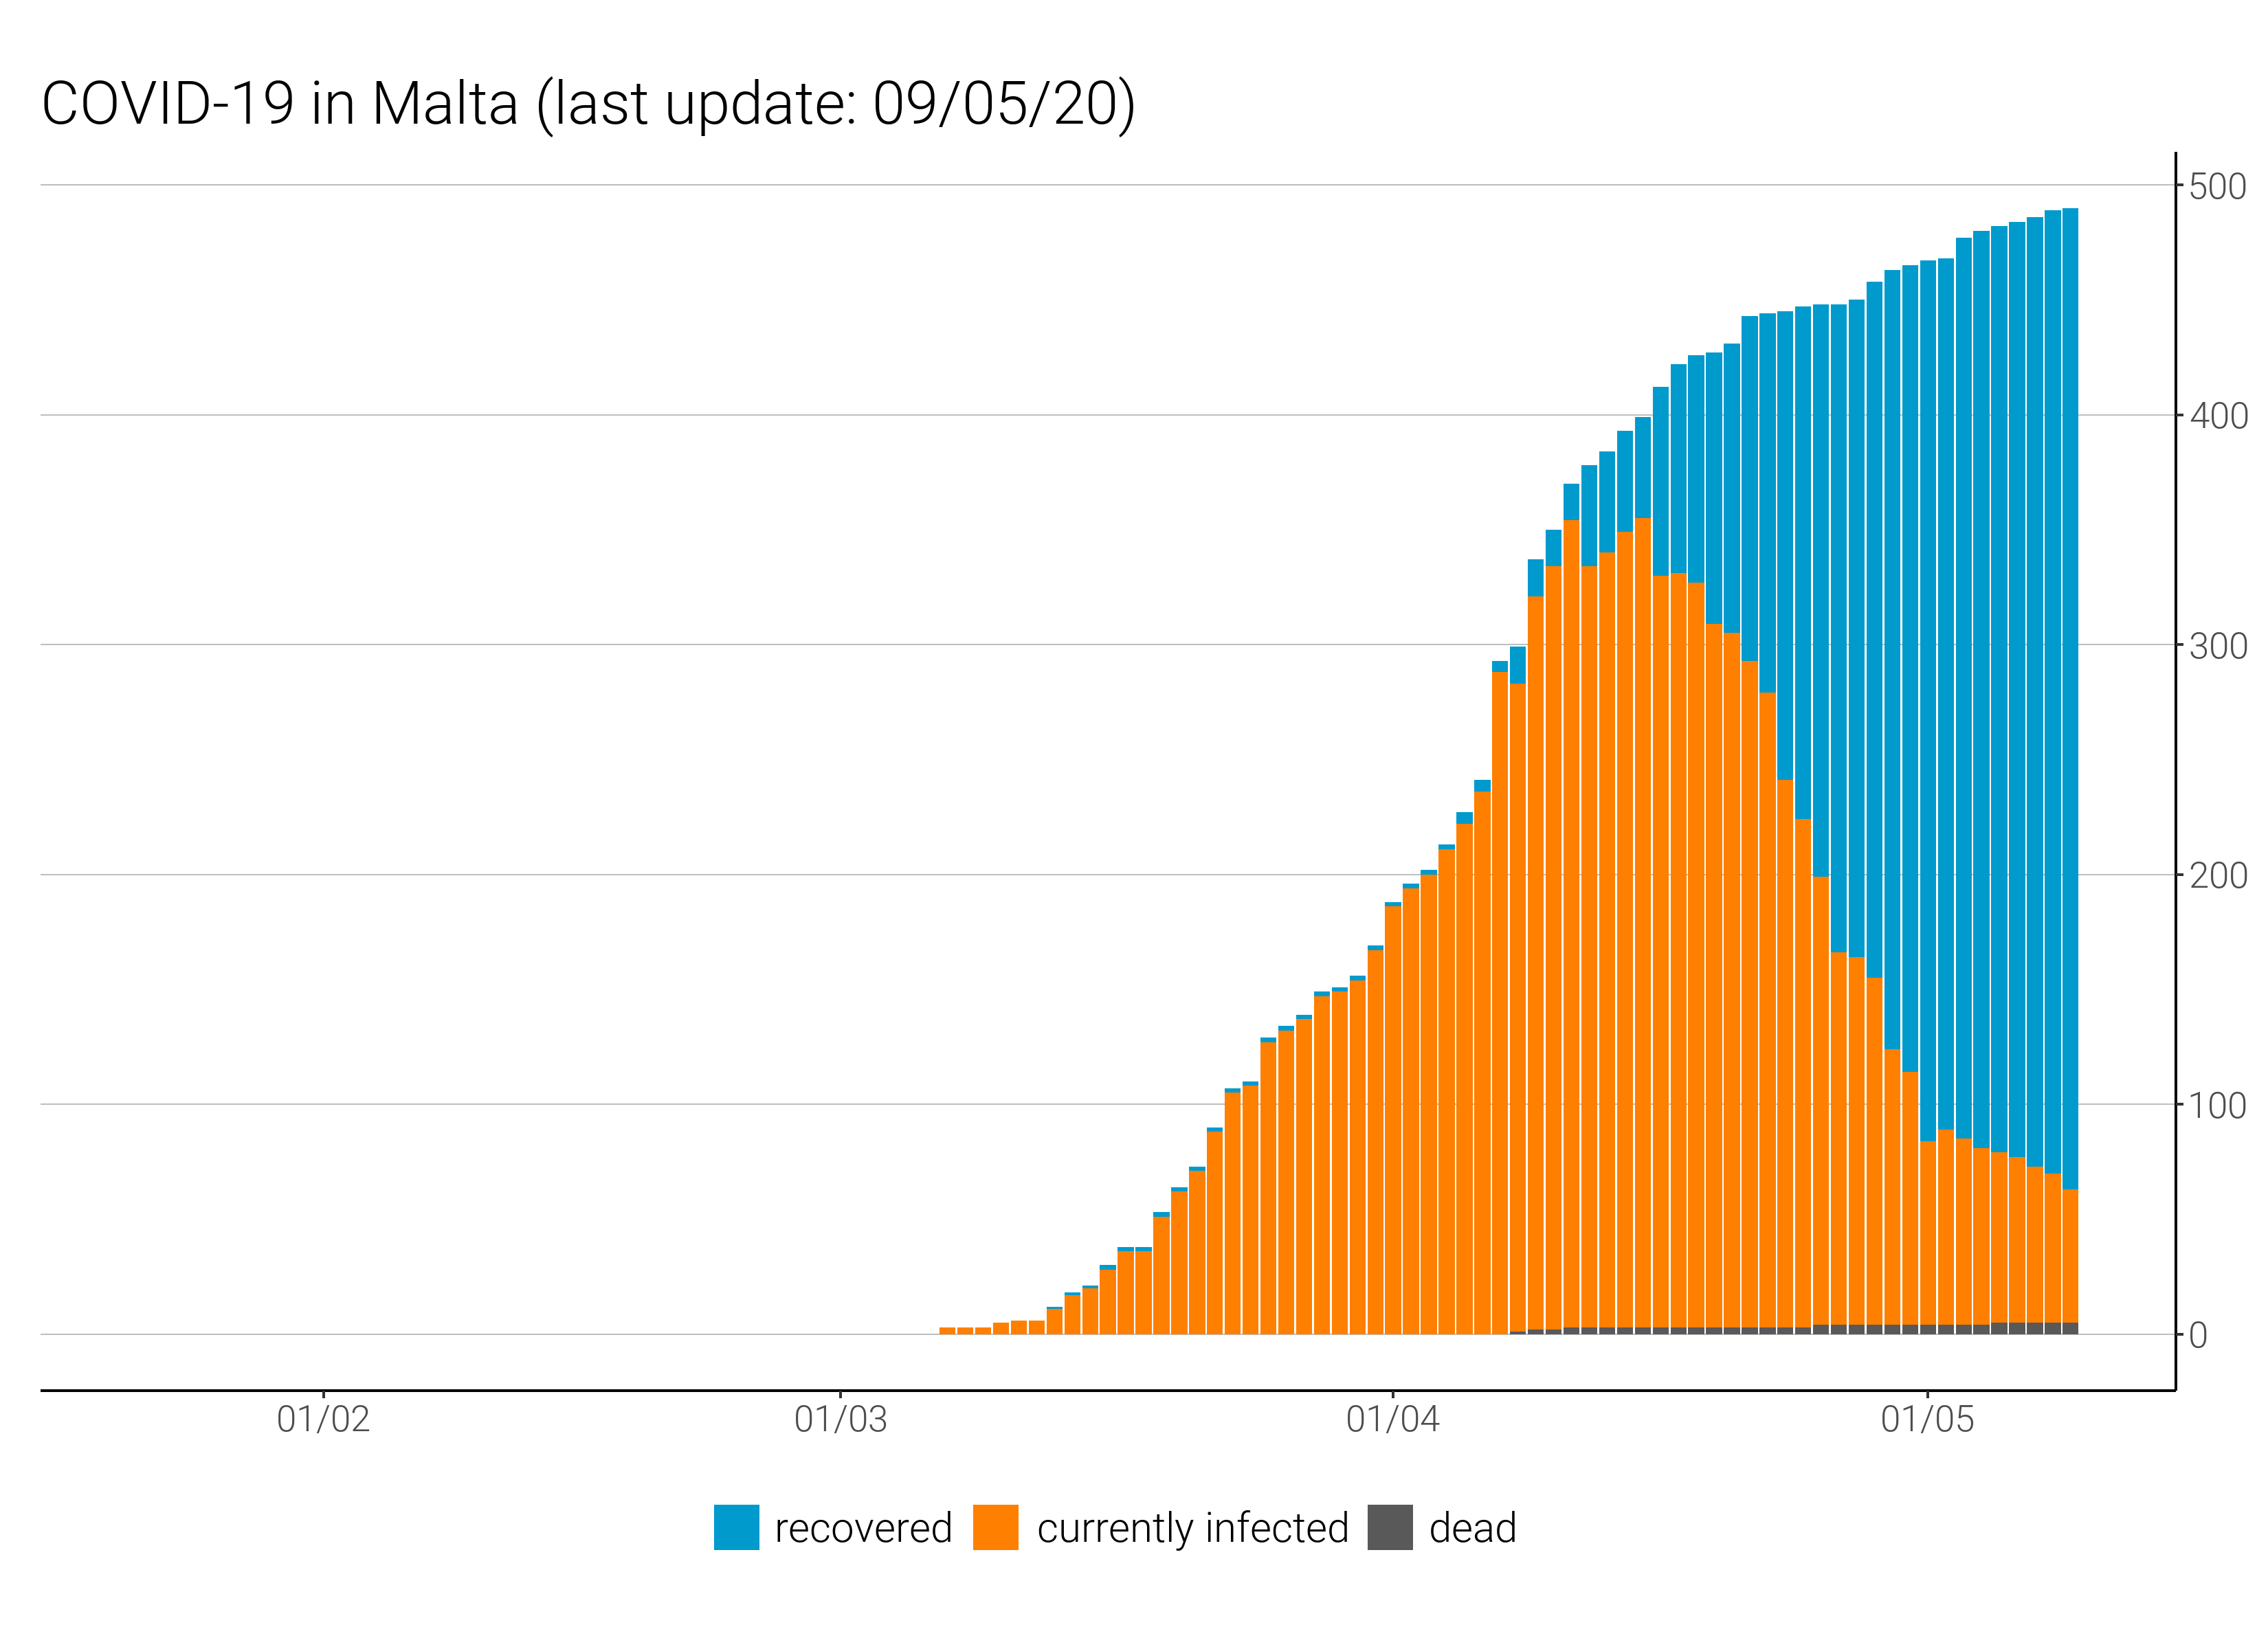 COVID-19 in Malta (last update: 09/05/20)
500
400
300
200
100
0
01/02 01/03 01/04 01/05
recovered currently infected dead